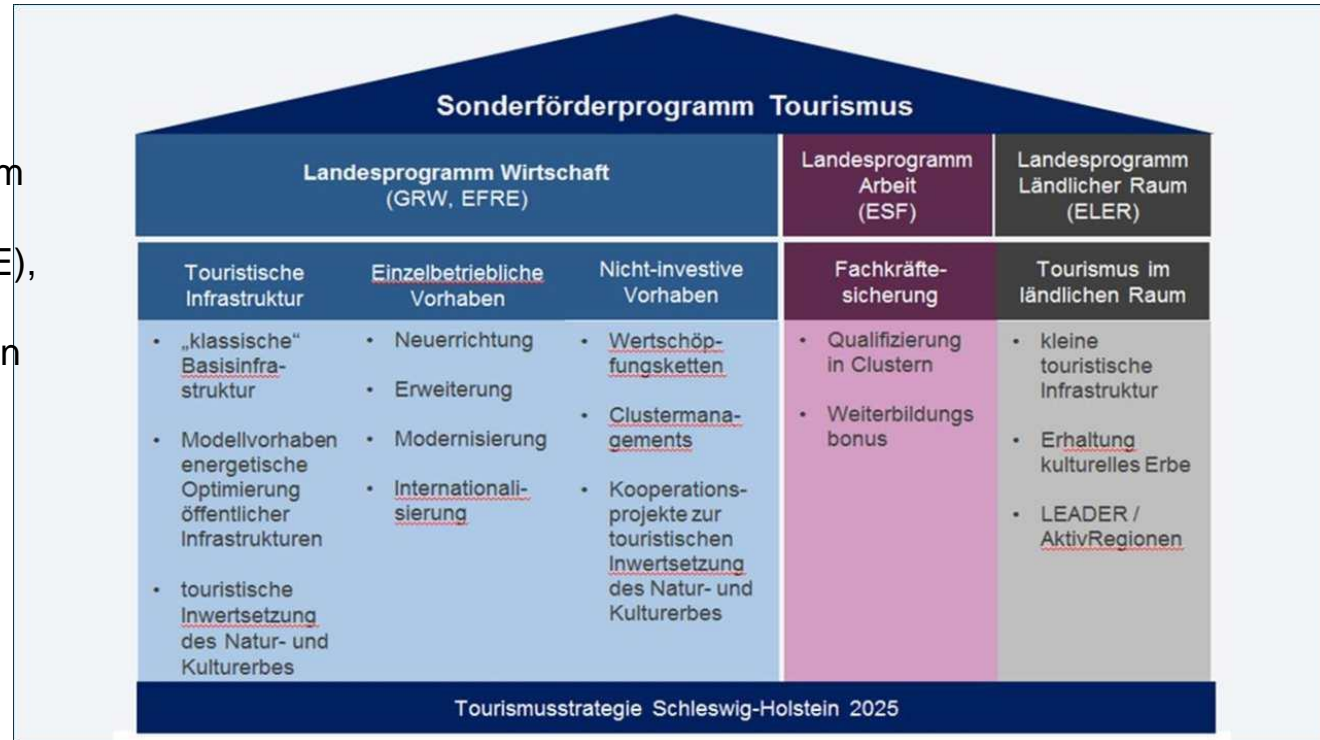 m
E),
n
Sonderförderprogramm Tourismus
Landesprogramm Wirtschaft
(GRW, EFRE)
Landesprogramm
Arbeit
(ESF)
Landesprogramm
Ländlicher Raum
(ELER)
Touristische
Infrastruktur
Einzelbetriebliche
Vorhaben
Nicht-investive
Vorhaben
Fachkräfte-
sicherung
Tourismus im
ländlichen Raum
• „klassische“
Basisinfra-
struktur
• Modellvorhaben
energetische
Optimierung
öffentlicher
Infrastrukturen
• touristische
Inwertsetzung
des Natur- und
Kulturerbes
• Neuerrichtung
• Erweiterung
• Modernisierung
• Internationali-
sierung
• Wertschöp-
fungsketten
• Clustermana-
gements
• Kooperations-
projekte zur
touristischen
Inwertsetzung
des Natur- und
Kulturerbes
• Qualifizierung
in Clustern
• Weiterbildungs
bonus
• kleine
touristische
Infrastruktur
• Erhaltung
kulturelles Erbe
• LEADER /
AktivRegionen
Tourismusstrategie Schleswig-Holstein 2025